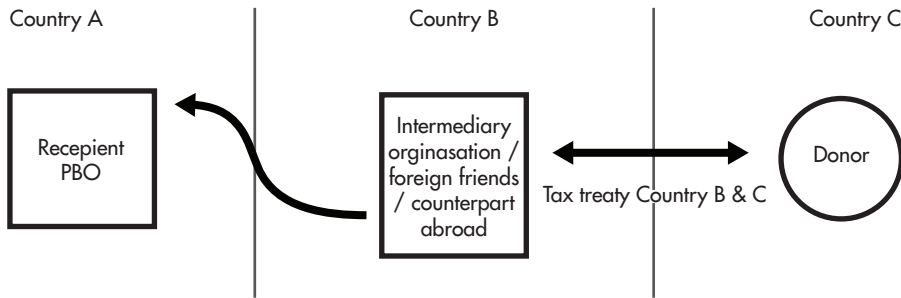 Country A
Country B
Country C
Recepient
PBO
Intermediary
orginasation /
foreign friends
/ counterpart
abroad
Tax treaty Country B & C
Donor